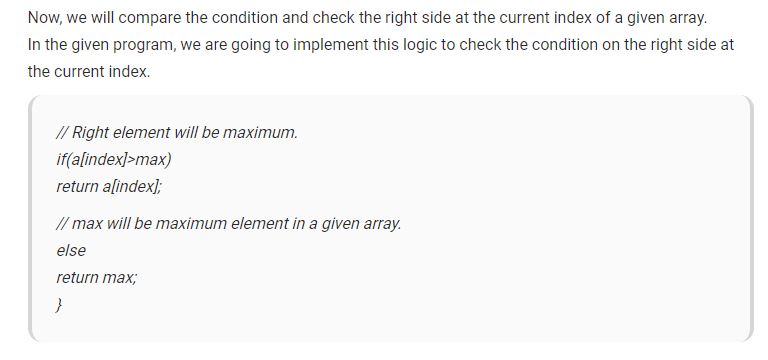 Now, we will compare the condition and check the right side at the current index of a given array.
In the given program, we are going to implement this logic to check the condition on the right side at
the current index.
// Right element will be maximum.
if(a[index]>max)
return a[index];
// max will be maximum element in a given array.
else
return max;
}